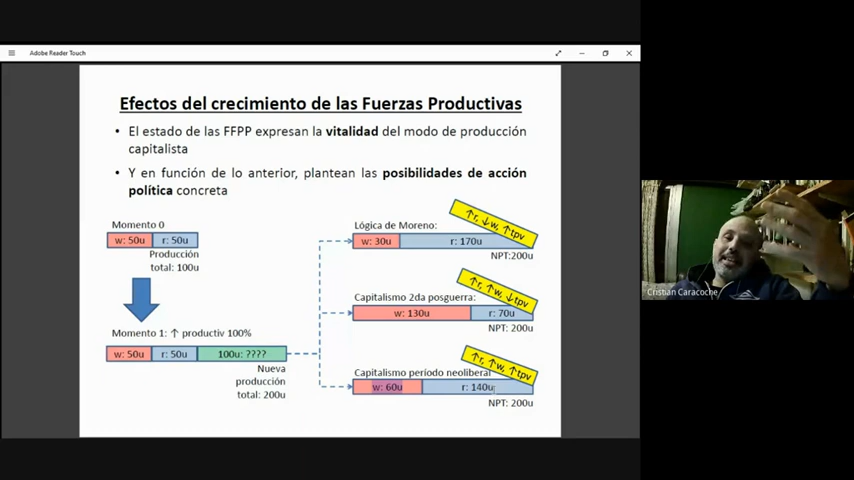 Adobe Reader Touch
Efectos del crecimiento de las Fuerzas Productivas
• El estado de las FFPP expresan la vitalidad del modo de producción
capitalista
• Y en función de lo anterior, plantean las posibilidades de acción
política concreta
Momento 0
w: 50u r: 50u
Producción
total: 100u
Momento 1: ↑ productiv 100%
w: 50u r: 50u 100u: ????
Nueva
producción
total: 200u
Lógica de Moreno:
↑r, ↓w, ↑tpv
w: 30u r: 170u
NPT:200u
Capitalismo 2da posguerra:
↑r, ↑w, ↓tpv
w: 130u r: 70u
NPT: 200u
Capitalismo período neoliberal
↑r, ↑w, ↑tpv
w: 60u r: 140u
NPT: 200u
Cristian Caracoche